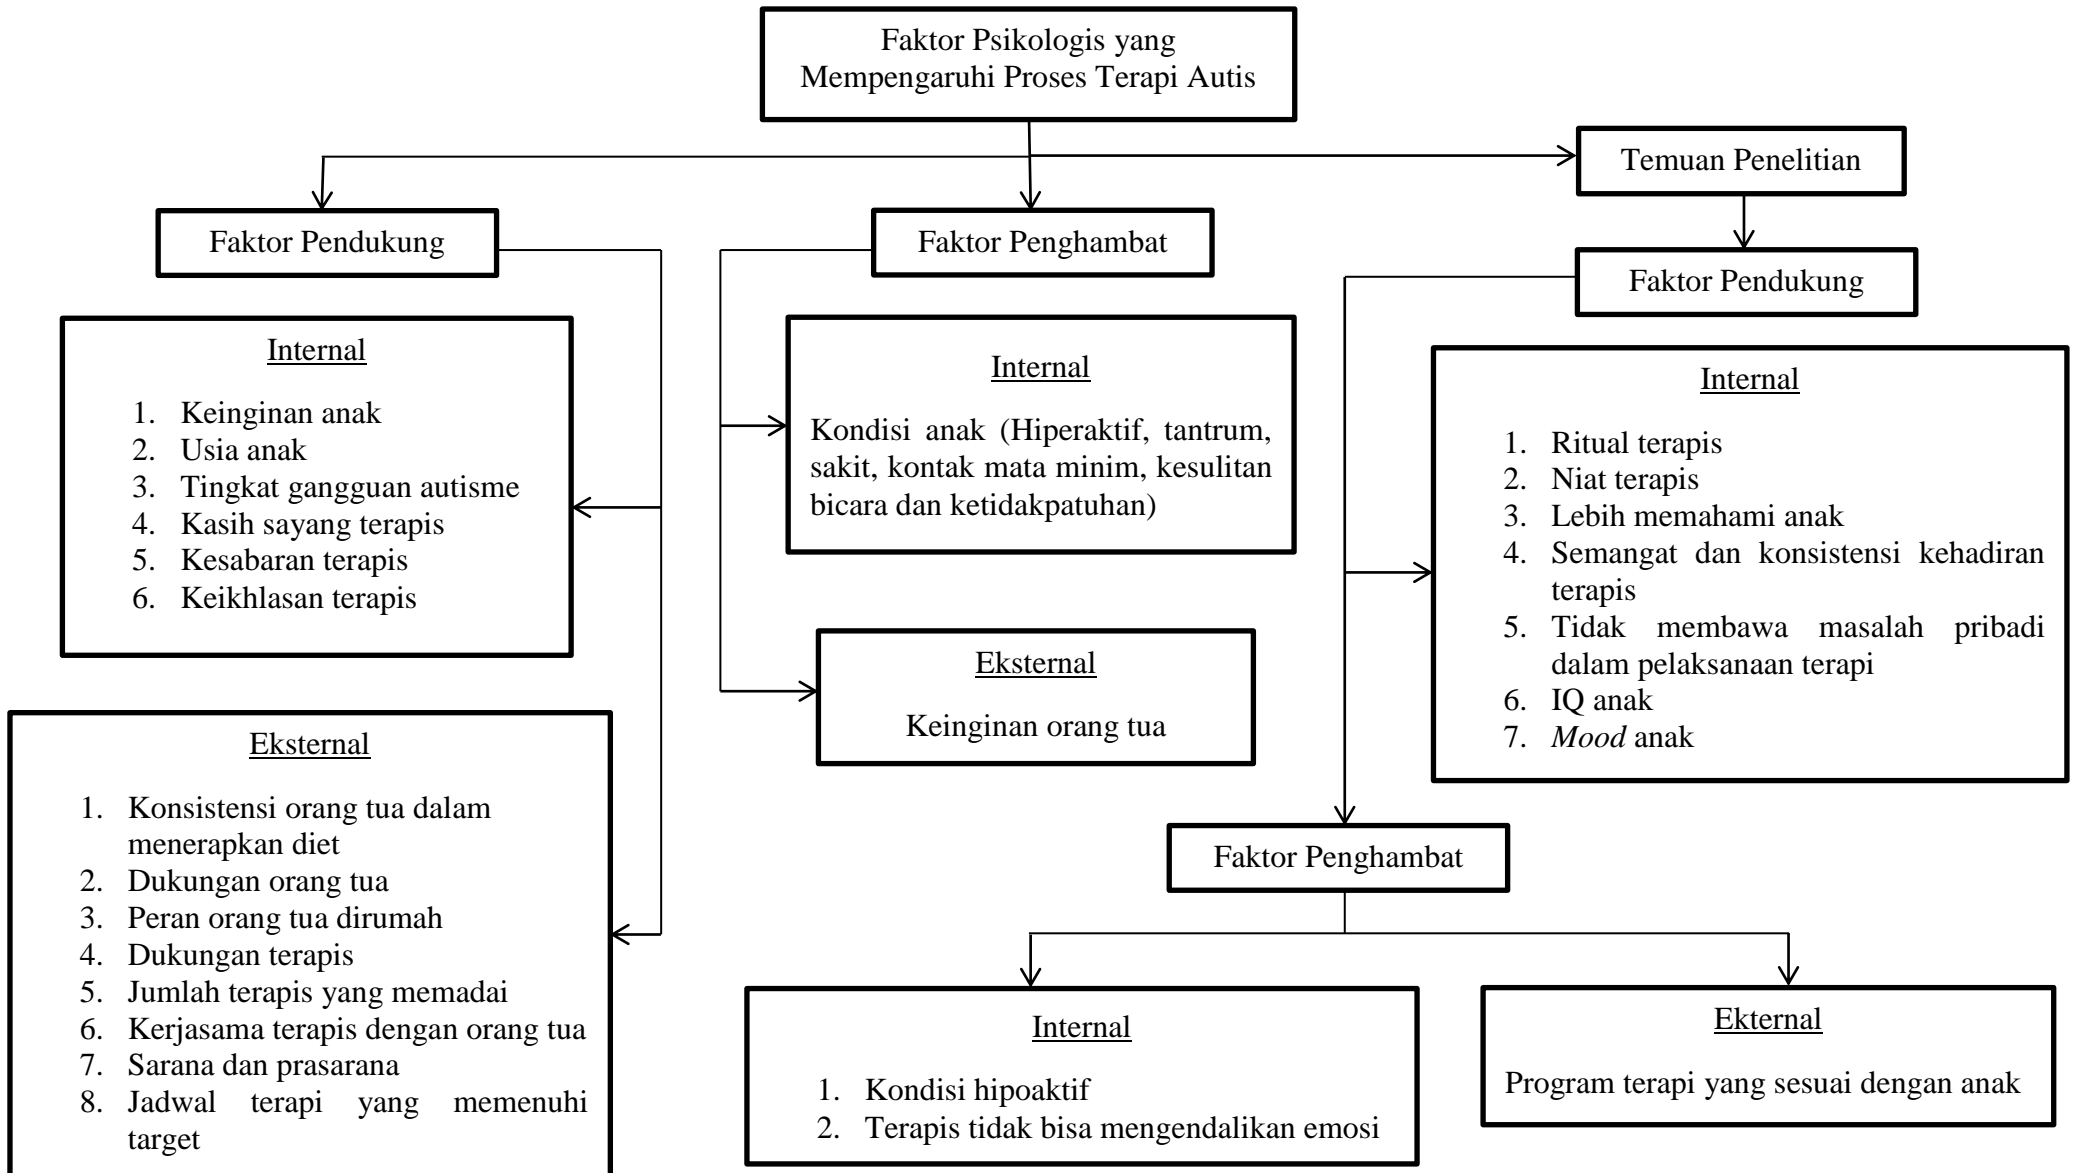 Faktor Psikologis yang
Mempengaruhi Proses Terapi Autis
Temuan Penelitian
Faktor Pendukung
Faktor Penghambat
Faktor Pendukung
Internal
1. Keinginan anak
2. Usia anak
3. Tingkat gangguan autisme
4. Kasih sayang terapis
5. Kesabaran terapis
6. Keikhlasan terapis
Internal
Kondisi anak (Hiperaktif, tantrum,
sakit, kontak mata minim, kesulitan
bicara dan ketidakpatuhan)
Internal
1. Ritual terapis
2. Niat terapis
3. Lebih memahami anak
4. Semangat dan konsistensi kehadiran
terapis
5. Tidak membawa masalah pribadi
dalam pelaksanaan terapi
6. IQ anak
7. Mood anak
Eksternal
Keinginan orang tua
Eksternal
1. Konsistensi orang tua dalam
menerapkan diet
2. Dukungan orang tua
3. Peran orang tua dirumah
4. Dukungan terapis
5. Jumlah terapis yang memadai
6. Kerjasama terapis dengan orang tua
7. Sarana dan prasarana
8. Jadwal terapi yang memenuhi
target
Faktor Penghambat
Internal
1. Kondisi hipoaktif
2. Terapis tidak bisa mengendalikan emosi
Ekternal
Program terapi yang sesuai dengan anak